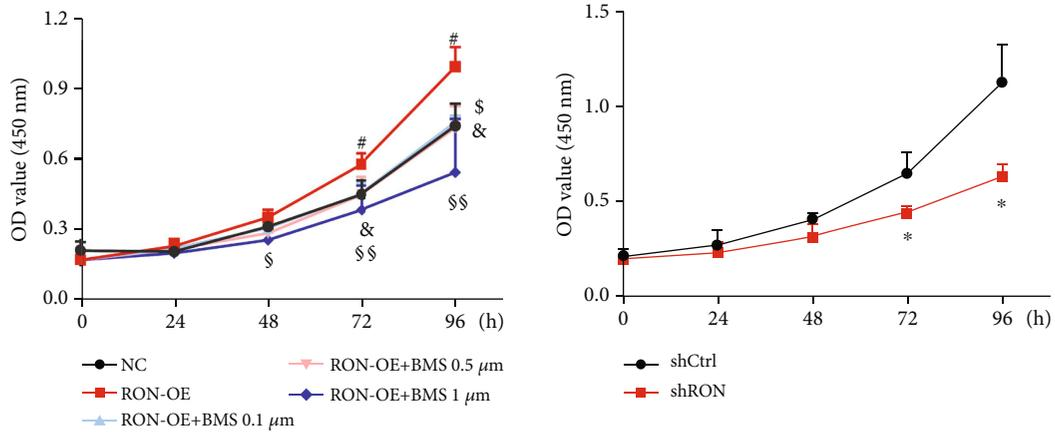 OD value (450 nm)
1.2
0.9
0.6
0.3
0.0
0 24 48 72 96 (h)
#
#
$
&
§§
&
§§
§
NC
RON-OE
RON-OE+BMS 0.1 μm
RON-OE+BMS 0.5 μm
RON-OE+BMS 1 μm
OD value (450 nm)
1.5
1.0
0.5
0.0
0 24 48 72 96 (h)
*
*
shCtrl
shRON